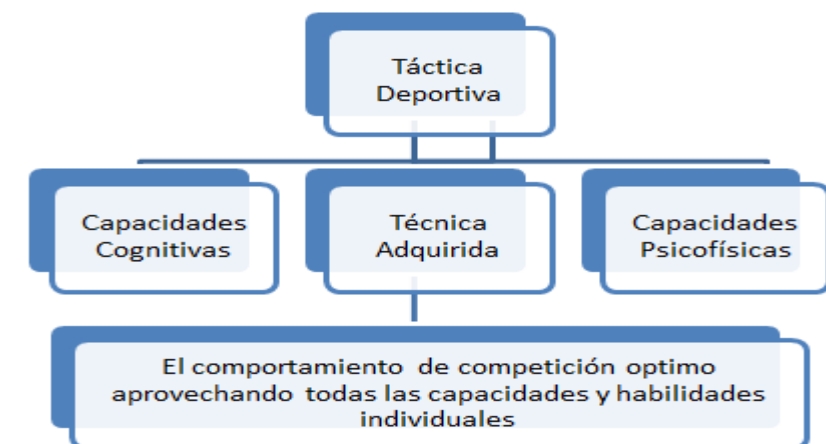 Táctica
Deportiva
Capacidades
Cognitivas
Técnica
Adquirida
Capacidades
Psicofísicas
El comportamiento de competición optimo
aprovechando todas las capacidades y habilidades
individuales